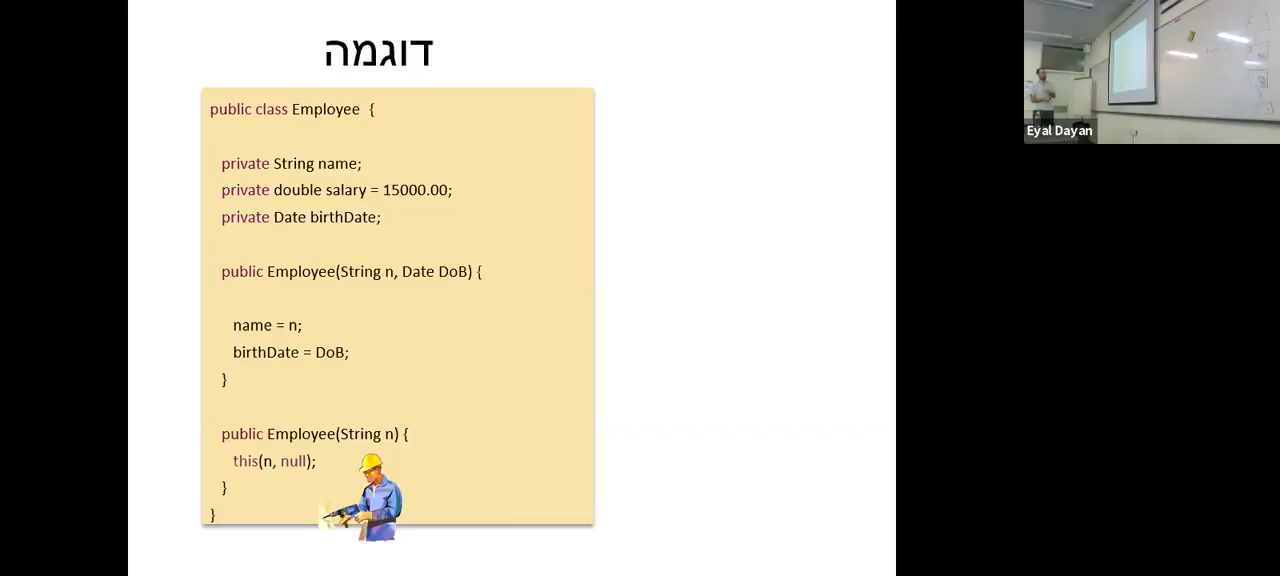 דוגמה
public class Employee {
private String name;
private double salary = 15000.00;
private Date birthDate;
public Employee(String n, Date DoB) {
name = n;
birthDate = DoB;
}
public Employee(String n) {
this(n, null);
}
}
Eyal Dayan